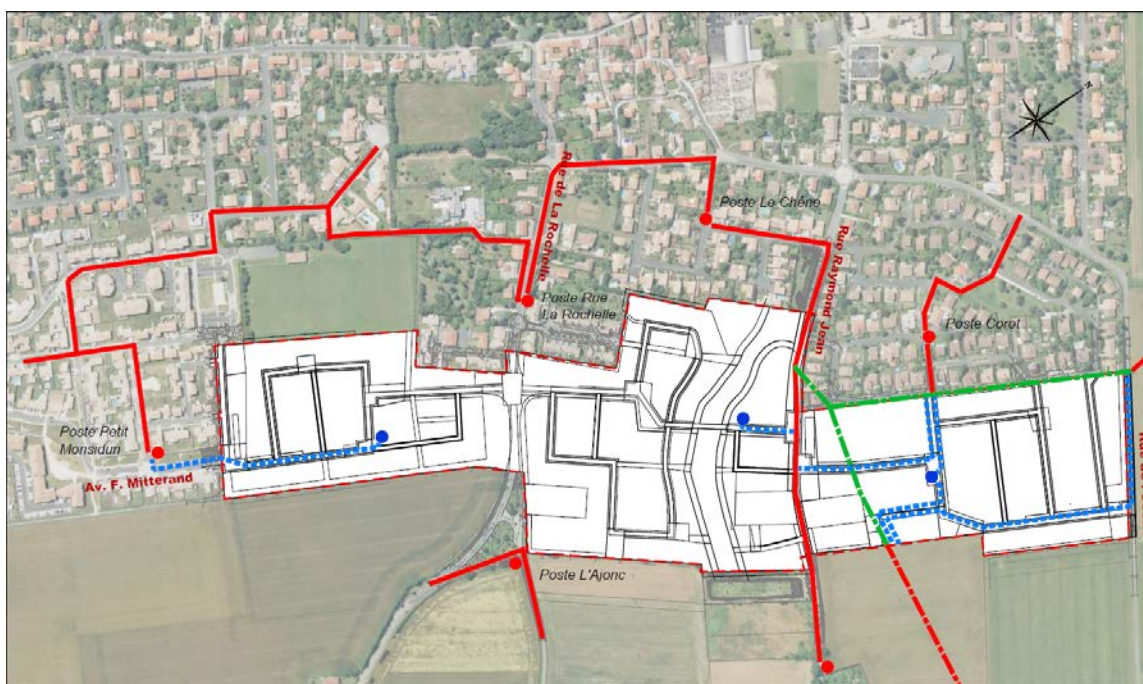 N
Rue de La Rochelle
Poste Le Chêne
Rue Raymond Jean
Poste Rue
La Rochelle
Poste Corot
Poste Petit
Monsidun
Av. F. Mitterand
Poste L'Ajonc